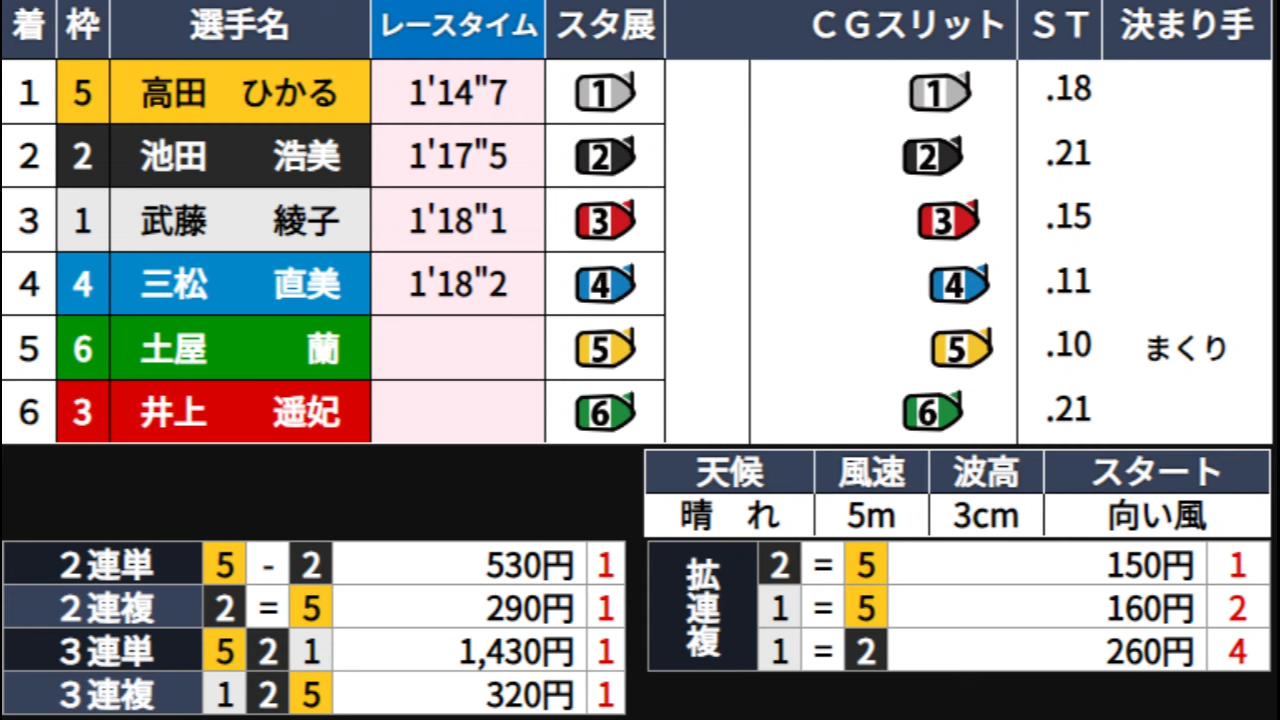 着 枠 選手名 レースタイム スタ展 ＣＧスリット ＳＴ 決まり手
1 5 高田 ひかる 1'14"7 1 1 .18
2 2 池田 浩美 1'17"5 2 2 .21
3 1 武藤 綾子 1'18"1 3 3 .15
4 4 三松 直美 1'18"2 4 4 .11
5 6 土屋 蘭 5 5 .10 まくり
6 3 井上 遥妃 6 6 .21
天候 風速 波高 スタート
晴 れ 5m 3cm 向い風
２連単 5 - 2 530円 1
２連複 2 = 5 290円 1
３連単 5 2 1 1,430円 1
３連複 1 2 5 320円 1
拡連複 2 = 5 150円 1
1 = 5 160円 2
1 = 2 260円 4